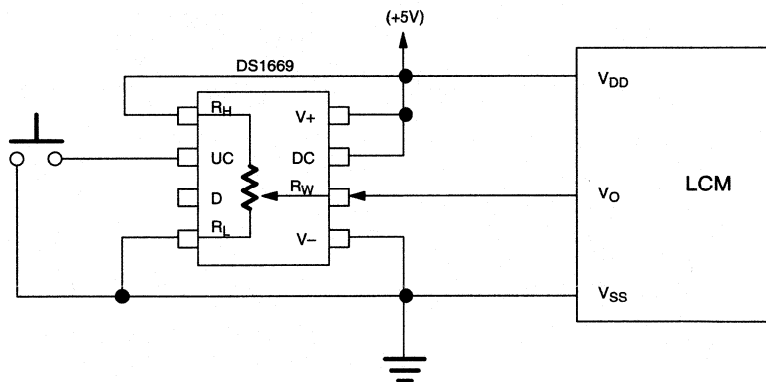 (+5V)
DS1669
R_H
V+
V_DD
UC
DC
D
R_W
V_O
LCM
R_L
V–
V_SS